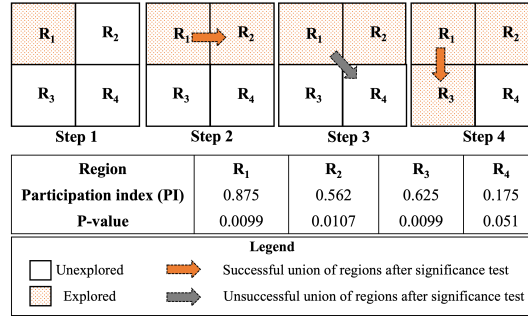 R1 R2 R1 R2 R1 R2 R1 R2
R3 R4 R3 R4 R3 R4 R3 R4
Step 1 Step 2 Step 3 Step 4
Region R1 R2 R3 R4
Participation index (PI) 0.875 0.562 0.625 0.175
P-value 0.0099 0.0107 0.0099 0.051
Legend
Unexplored Successful union of regions after significance test
Explored Unsuccessful union of regions after significance test